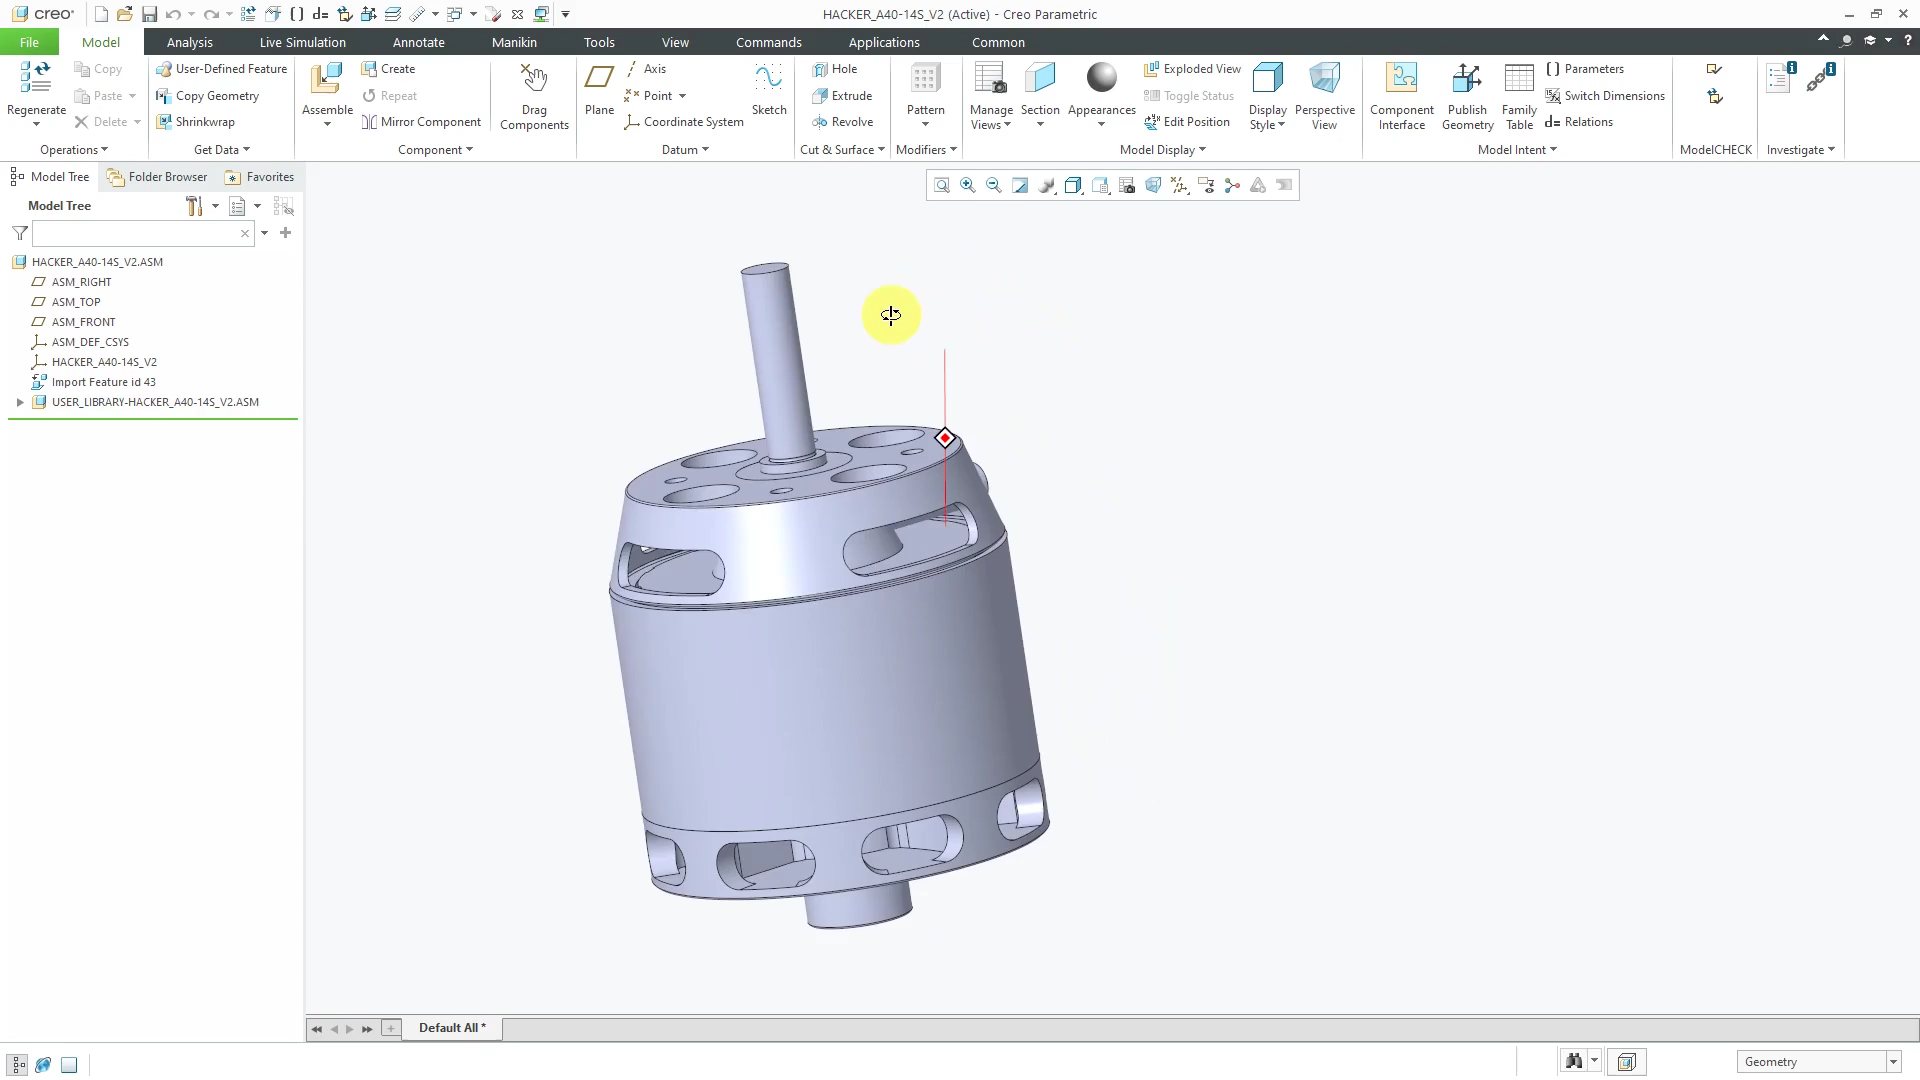 creo
HACKER_A40-14S_V2 (Active) - Creo Parametric
File Model Analysis Live Simulation Annotate Manikin Tools View Commands Applications Common
Regenerate
Copy
Paste
Delete
Operations
User-Defined Feature
Copy Geometry
Shrinkwrap
Get Data
Assemble
Create
Repeat
Mirror Component
Drag
Components
Component
Plane
Axis
Point
Coordinate System
Sketch
Datum
Hole
Extrude
Revolve
Cut & Surface
Pattern
Modifiers
Manage
Views
Section
Appearances
Exploded View
Toggle Status
Edit Position
Display
Style
Perspective
View
Model Display
Component
Interface
Publish
Geometry
Family
Table
Parameters
Switch Dimensions
d= Relations
Model Intent
ModelCHECK
Investigate
Model Tree Folder Browser Favorites
Model Tree
HACKER_A40-14S_V2.ASM
ASM_RIGHT
ASM_TOP
ASM_FRONT
ASM_DEF_CSYS
HACKER_A40-14S_V2
Import Feature id 43
USER_LIBRARY-HACKER_A40-14S_V2.ASM
Default All *
Geometry